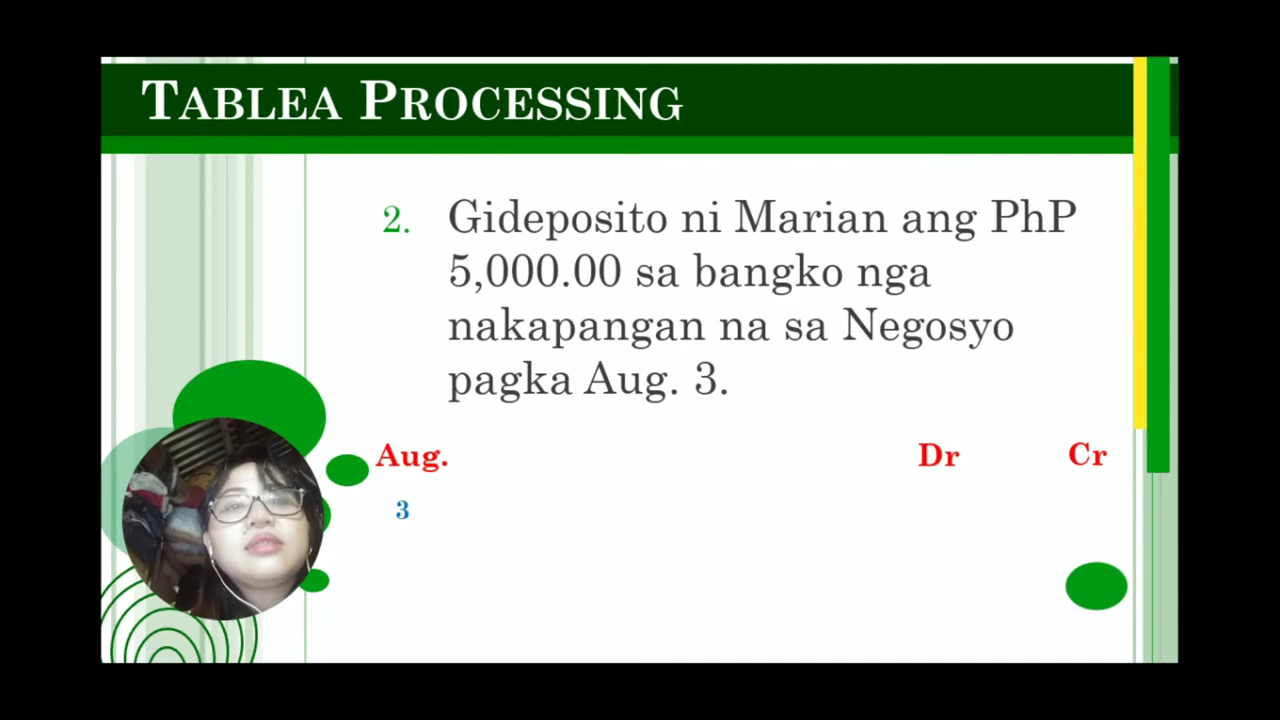 TABLEA PROCESSING
2. Gideposito ni Marian ang PhP
5,000.00 sa bangko nga
nakapangan na sa Negosyo
pagka Aug. 3.
Aug. Dr Cr
3